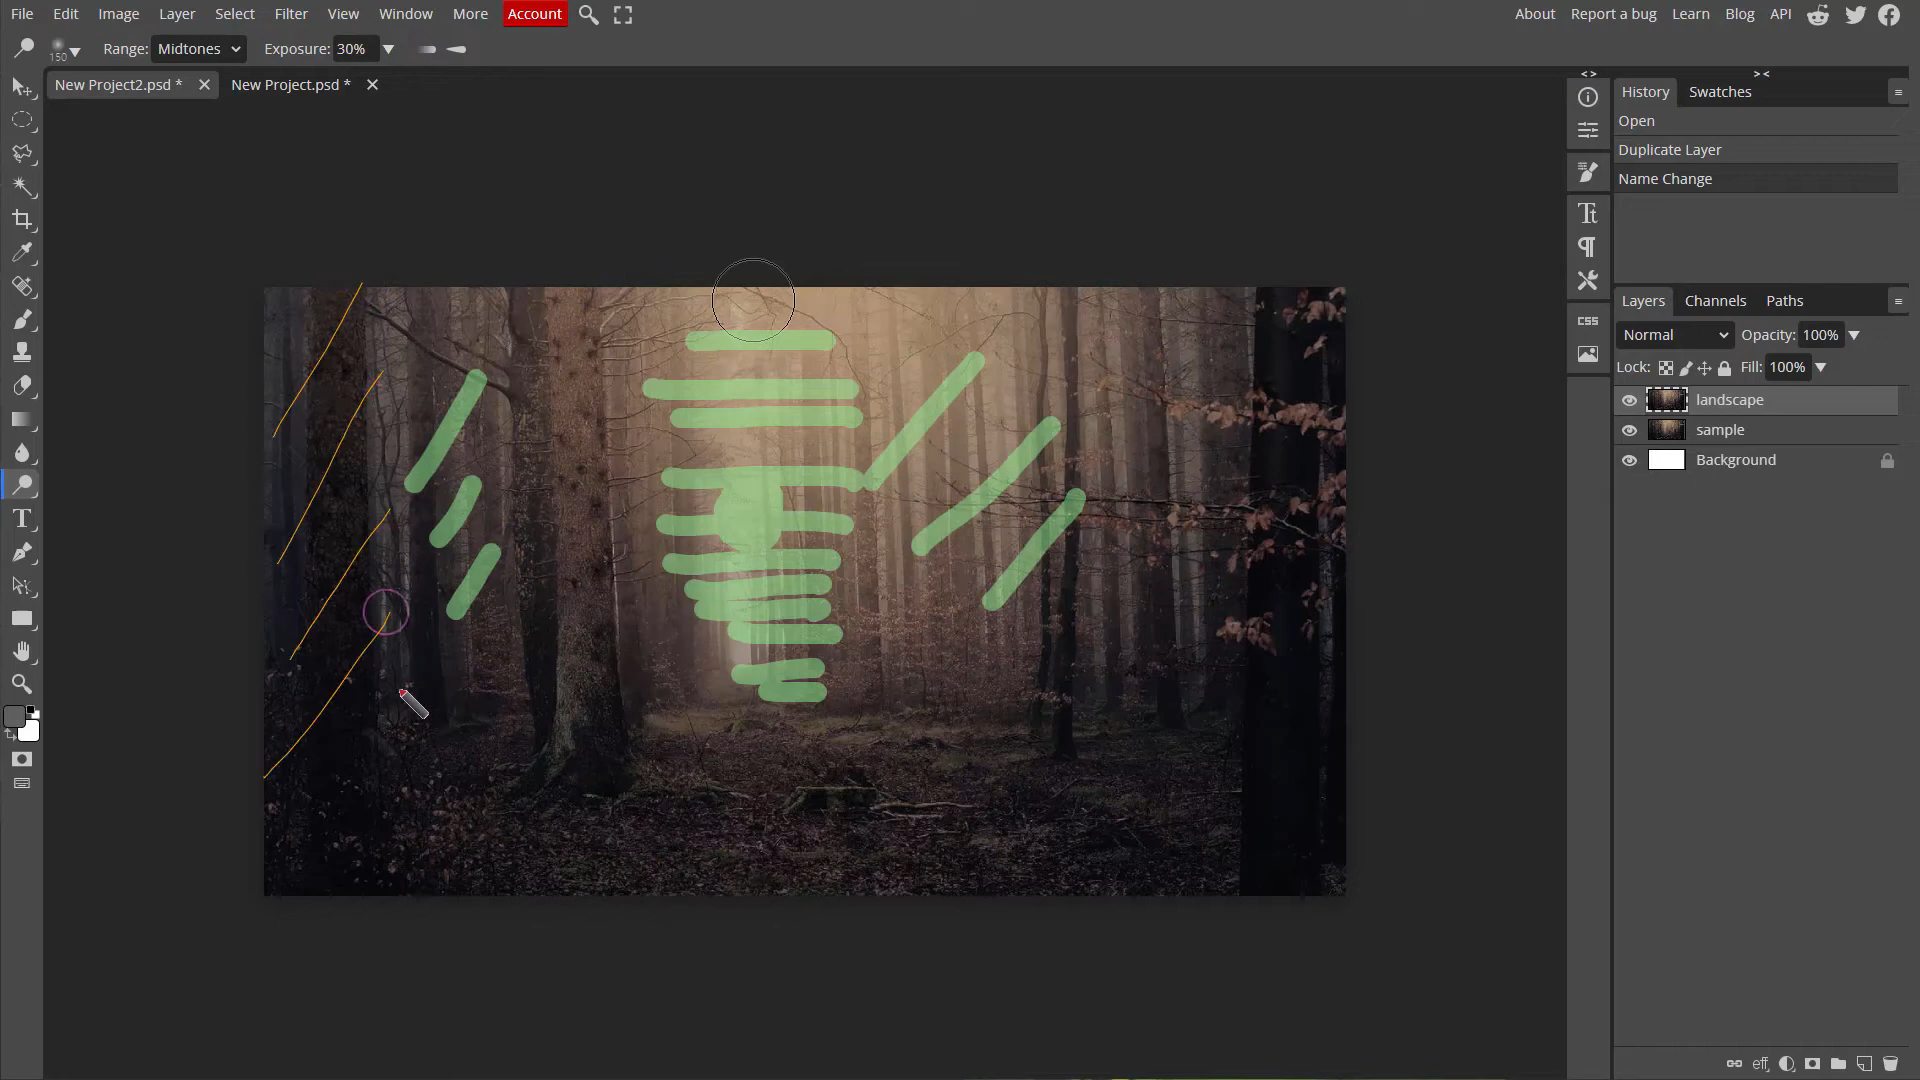 File Edit Image Layer Select Filter View Window More Account About Report a bug Learn Blog API
150 Range: Midtones Exposure: 30%
New Project2.psd * New Project.psd *
History Swatches
Open
Duplicate Layer
Name Change
Layers Channels Paths
Normal Opacity: 100%
Lock: Fill: 100%
landscape
sample
Background
CSS
eff